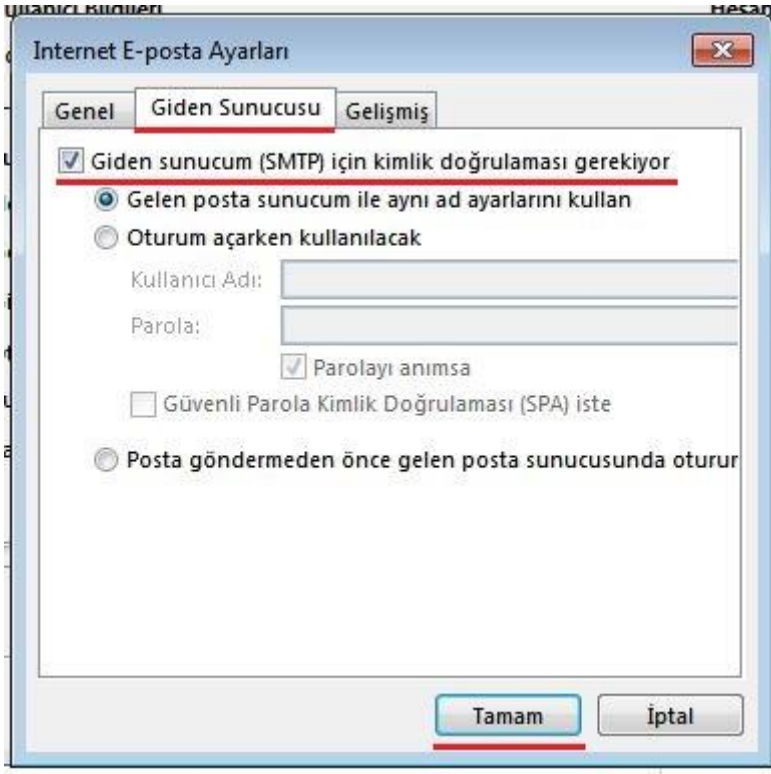 Internet E-posta Ayarları
Genel Giden Sunucusu Gelişmiş
Giden sunucum (SMTP) için kimlik doğrulaması gerekiyor
Gelen posta sunucum ile aynı ad ayarlarını kullan
Oturum açarken kullanılacak
Kullanıcı Adı:
Parola:
Parolayı anımsa
Güvenli Parola Kimlik Doğrulaması (SPA) iste
Posta göndermeden önce gelen posta sunucusunda oturur
Tamam İptal